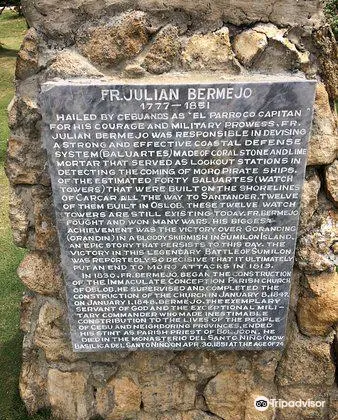 FR. JULIAN BERMEJO
1777 - 1851
HAILED BY CEBUANOS AS "EL PARROCO CAPITAN"
FOR HIS COURAGE AND MILITARY PROWESS, FR.
JULIAN BERMEJO WAS RESPONSIBLE IN DEVISING
A STRONG AND EFFECTIVE COASTAL DEFENSE
SYSTEM (BALUARTES) MADE OF CORAL STONE AND LIME
MORTAR THAT SERVED AS LOOKOUT STATIONS IN
DETECTING THE COMING OF MORO PIRATE SHIPS.
OF THE ESTIMATED FORTY BALUARTES (WATCH
TOWERS) THAT WERE BUILT ON THE SHORELINES
OF CARCAR ALL THE WAY TO SANTANDER, TWELVE
OF THEM BUILT IN OSLOB. THESE TWELVE WATCH
TOWERS ARE STILL EXISTING TODAY. FR. BERMEJO
FOUGHT AND WON MANY WARS. HIS BIGEST
ACHIEVEMENT WAS THE VICTORY OVER GORANDING
(GRANDIN) IN A BLOODY SKIRMISH IN SUMILON ISLAND,
AN EPIC STORY THAT PERSISTS TO THIS DAY. THE
VICTORY IN THIS LEGENDARY BATTLE OF SUMILON
WAS REPORTEDLY SO DECISIVE THAT IT ULTIMATELY
PUT AN END TO MORO ATTACKS IN 1813.
IN 1830, FR. BERMEJO, BEGAN THE CONSTRUCTION
OF THE IMMACULATE CONCEPTION PARISH CHURCH
OF OSLOB. HE SUPERVISED AND COMPLETED THE
CONSTRUCTION OF THE CHURCH IN JANUARY 8, 1847.
ON JANUARY 1, 1848, BERMEJO, THE EXEMPLARY
SERVANT OF GOD AND THE EXCEPTIONAL MILI-
TARY COMMANDER WHO MADE INESTIMABLE
CONTRIBUTION TO THE LIVES OF THE PEOPLE
OF CEBU AND NEIGHBORING PROVINCES, ENDED
HIS STINT AS PARISH PRIEST OF BOLJOON. HE
DIED IN THE MONASTERIO DEL SANTO NIÑO (NOW
BASILICA DEL SANTO NIÑO) ON APR. 30, 1851 AT THE AGE OF 74
Tripadvisor